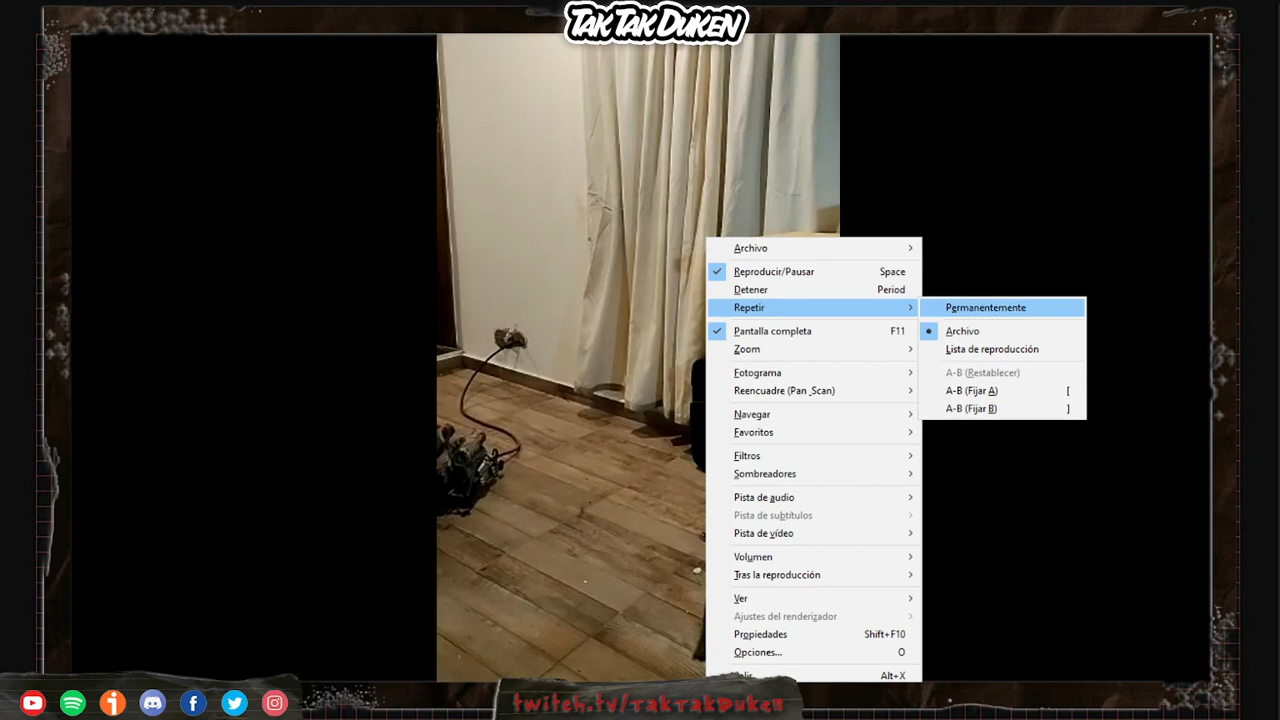 TAK TAK DUKEN
Archivo
Reproducir/Pausar Space
Detener Period
Repetir
Pantalla completa F11
Zoom
Fotograma
Reencuadre (Pan_Scan)
Navegar
Favoritos
Filtros
Sombreadores
Pista de audio
Pista de subtítulos
Pista de vídeo
Volumen
Tras la reproducción
Ver
Ajustes del renderizador
Propiedades Shift+F10
Opciones... O
Alt+X
Permanentemente
Archivo
Lista de reproducción
A-B (Restablecer)
A-B (Fijar A) [
A-B (Fijar B) ]
twitch.tv/TAKTAKDUKEN